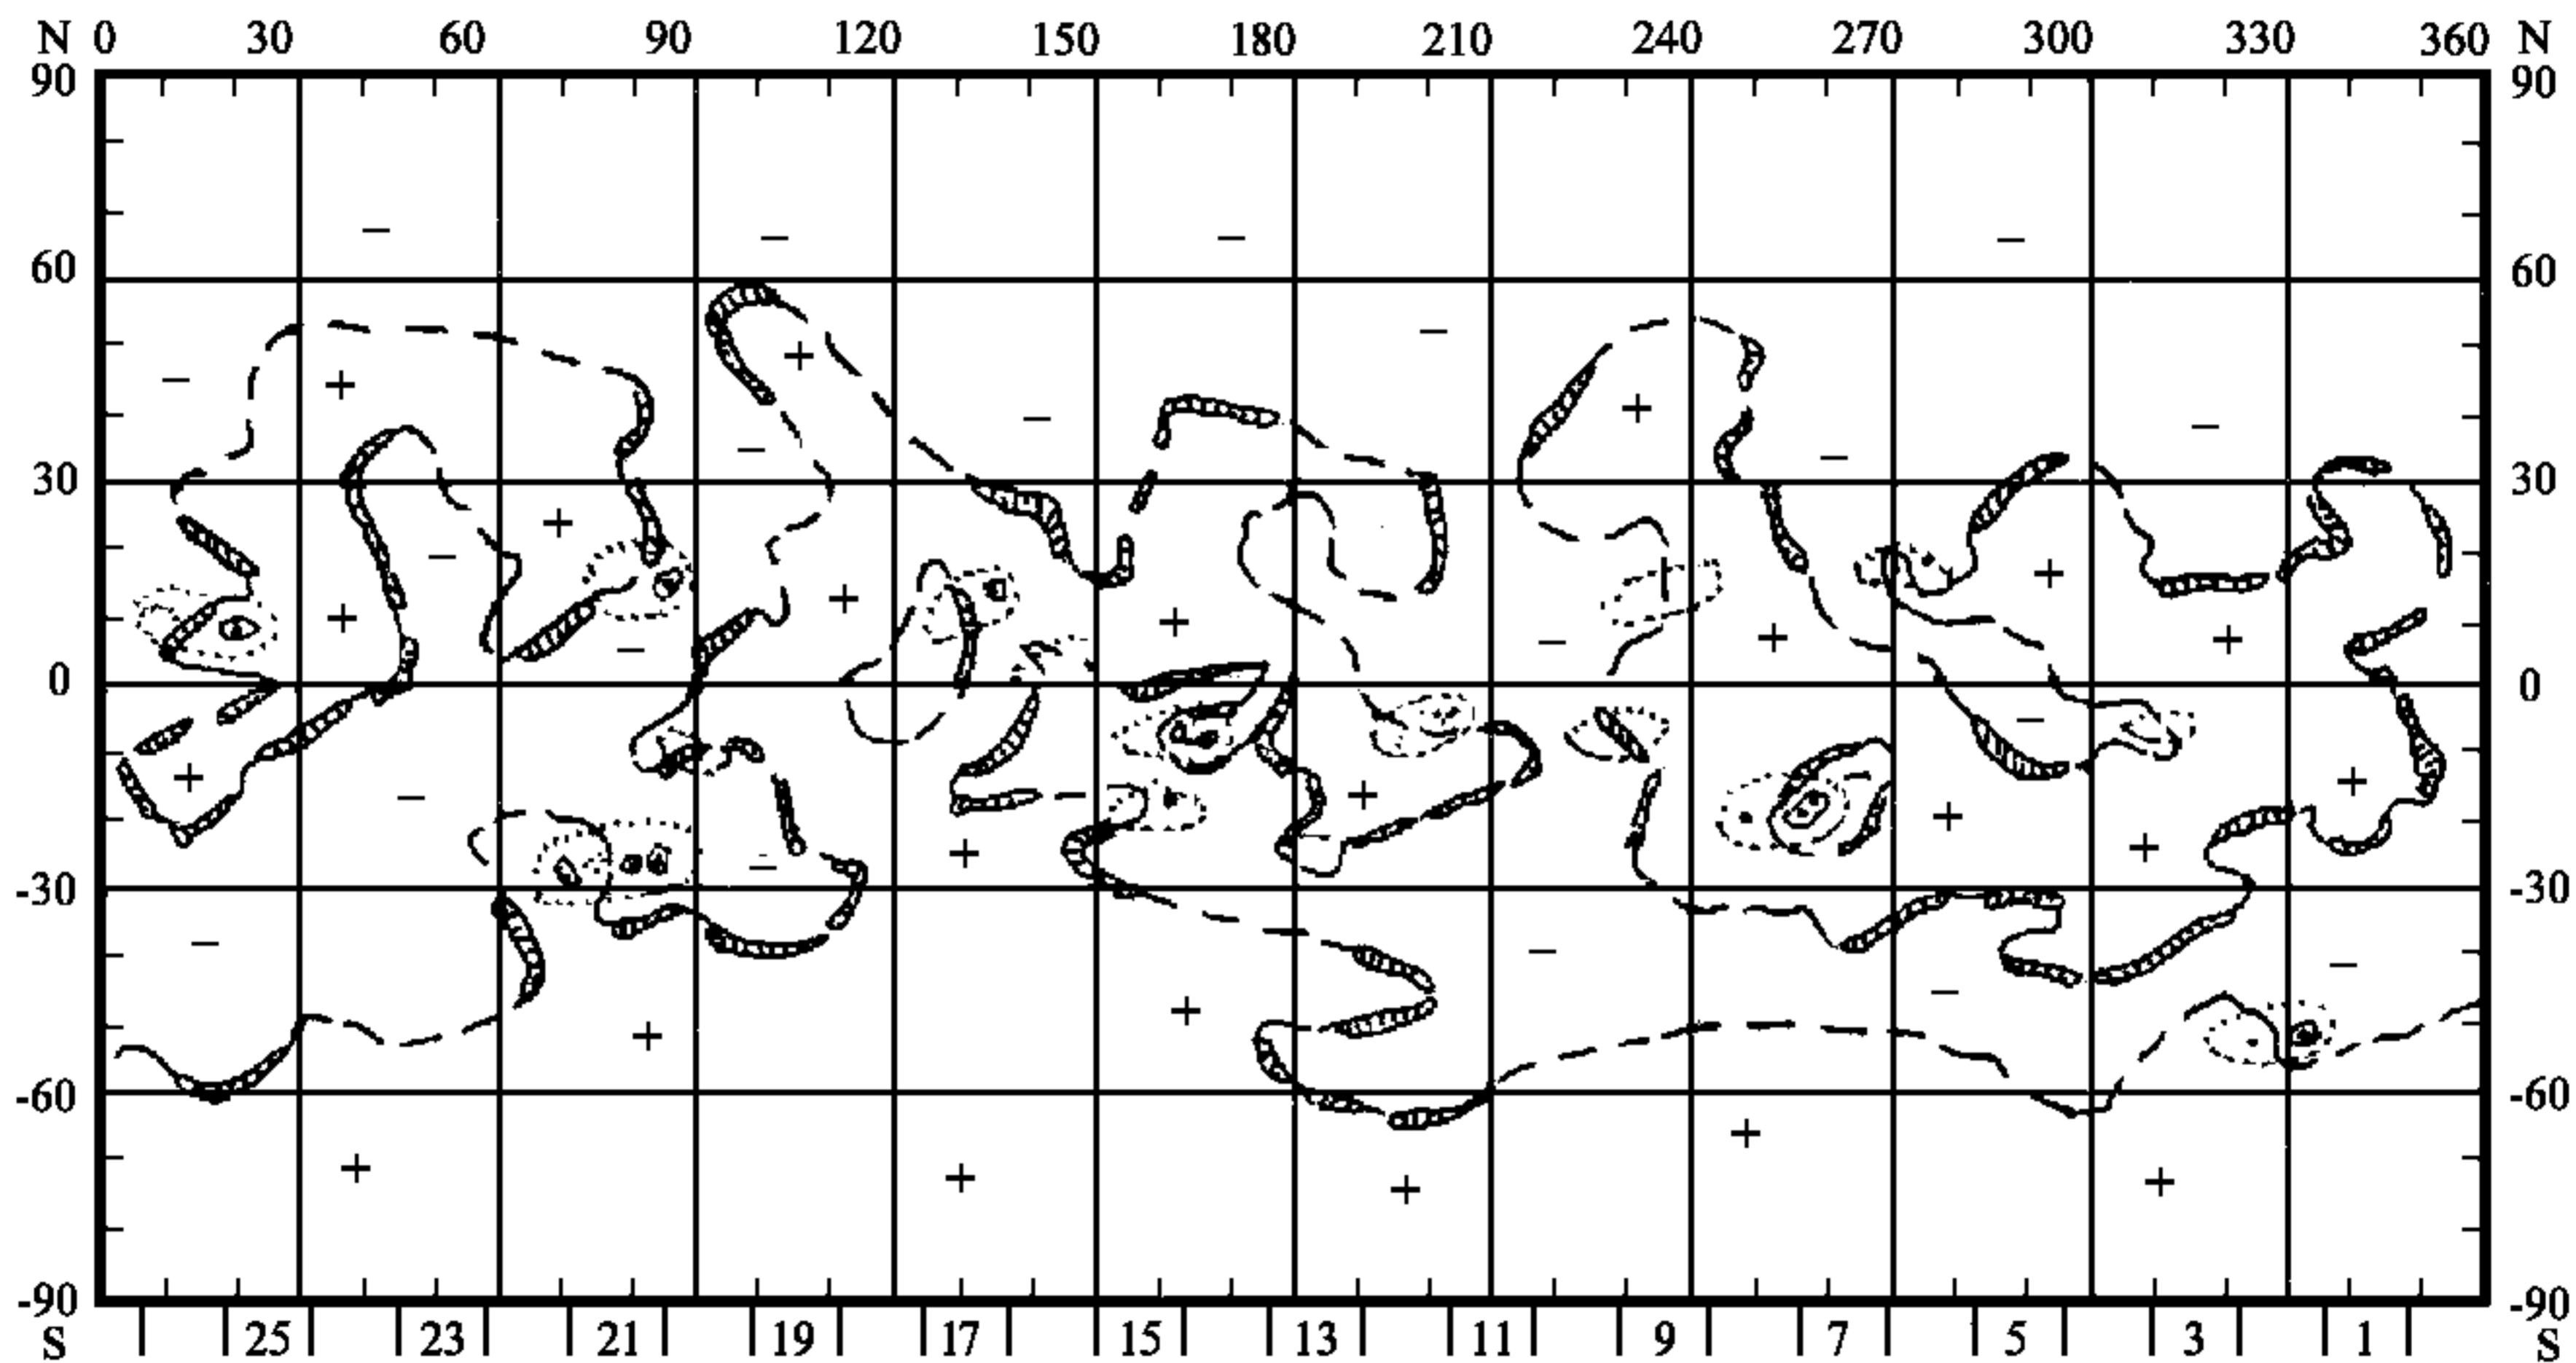 N 0 30 60 90 120 150 180 210 240 270 300 330 360 N
90 90
− − − −
60 60
−
+
− + +
− −
− −
30 30
+
− + 
+ + + 
− − + +
0 0
−
+ + + 
− + +
− +
-30 -30
− − − −
+ +
-60 -60
+
+ + + +
-90 -90
S 25 23 21 19 17 15 13 11 9 7 5 3 1 S